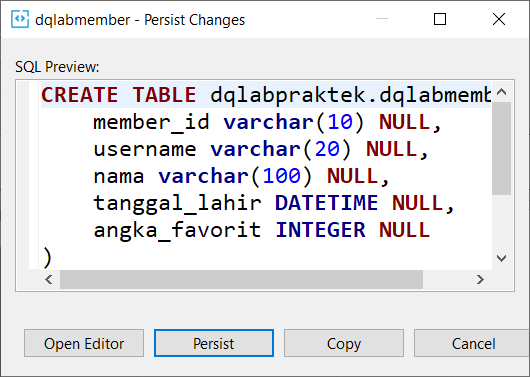 dqlabmember - Persist Changes
SQL Preview:
CREATE TABLE dqlabpraktek.dqlabmemb
member_id varchar(10) NULL,
username varchar(20) NULL,
nama varchar(100) NULL,
tanggal_lahir DATETIME NULL,
angka_favorit INTEGER NULL
)
Open Editor Persist Copy Cancel